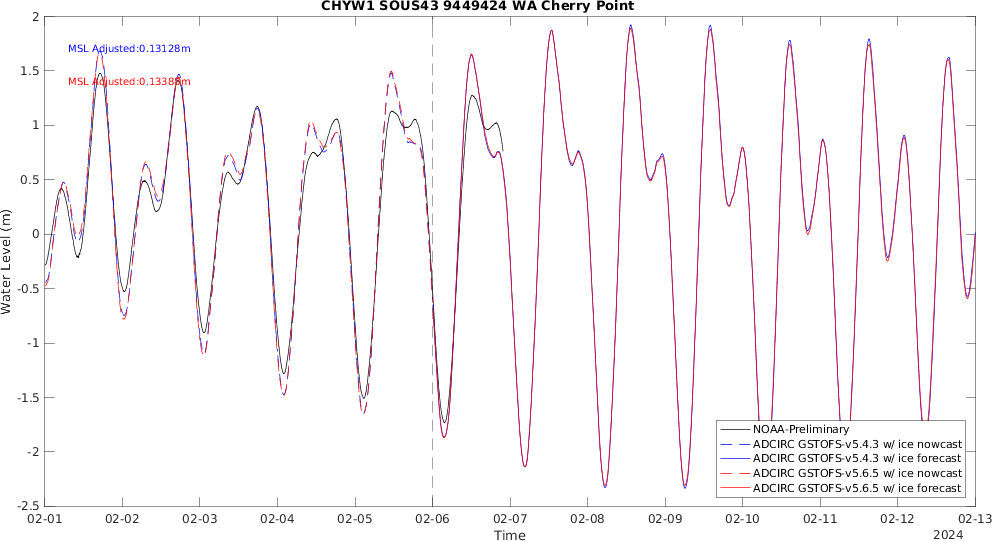 CHYW1 SOUS43 9449424 WA Cherry Point
2
1.5
1
0.5
0
-0.5
-1
-1.5
-2
-2.5
Water Level (m)
MSL Adjusted:0.13128m
MSL Adjusted:0.13388m
NOAA-Preliminary
ADCIRC GSTOFS-v5.4.3 w/ ice nowcast
ADCIRC GSTOFS-v5.4.3 w/ ice forecast
ADCIRC GSTOFS-v5.6.5 w/ ice nowcast
ADCIRC GSTOFS-v5.6.5 w/ ice forecast
02-01 02-02 02-03 02-04 02-05 02-06 02-07 02-08 02-09 02-10 02-11 02-12 02-13
Time
2024